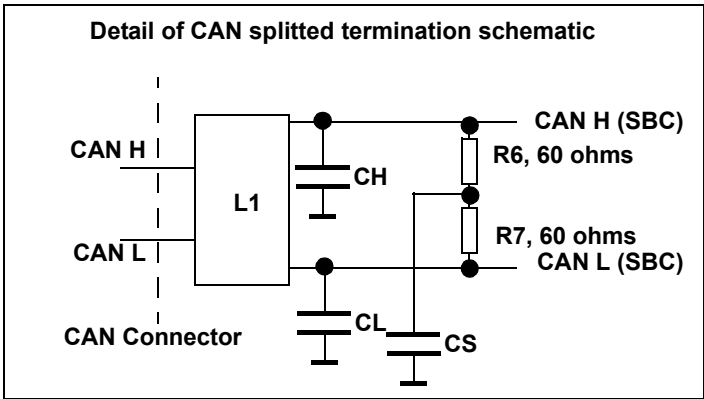 Detail of CAN splitted termination schematic
CAN H (SBC)
CAN H
R6, 60 ohms
CH
L1
R7, 60 ohms
CAN L
CAN L (SBC)
CL
CAN Connector
CS